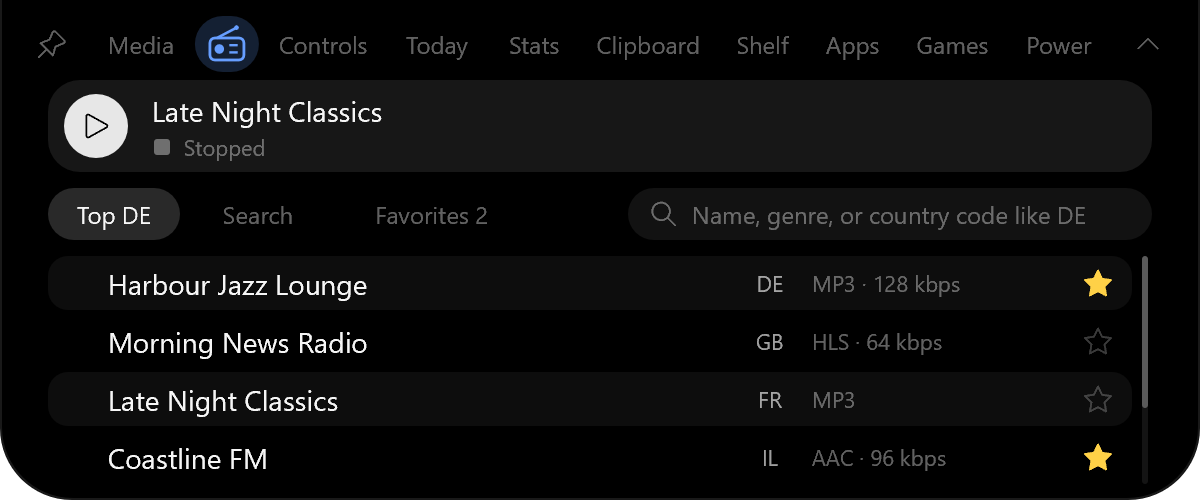 Media Controls Today Stats Clipboard Shelf Apps Games Power
Late Night Classics
Stopped
Top DE Search Favorites 2 Name, genre, or country code like DE
Harbour Jazz Lounge DE MP3 · 128 kbps
Morning News Radio GB HLS · 64 kbps
Late Night Classics FR MP3
Coastline FM IL AAC · 96 kbps